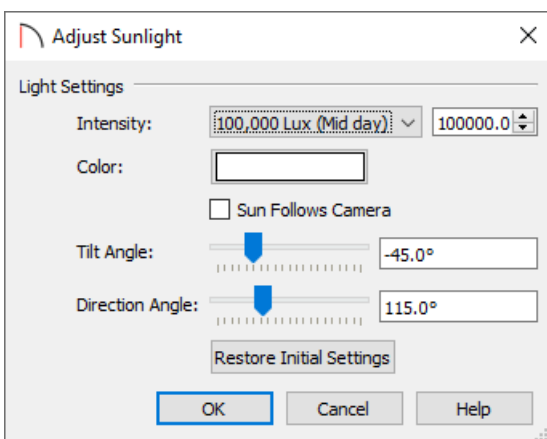 Adjust Sunlight
Light Settings
Intensity: 100,000 Lux (Mid day) 100000.0
Color:
Sun Follows Camera
Tilt Angle: -45.0°
Direction Angle: 115.0°
Restore Initial Settings
OK Cancel Help